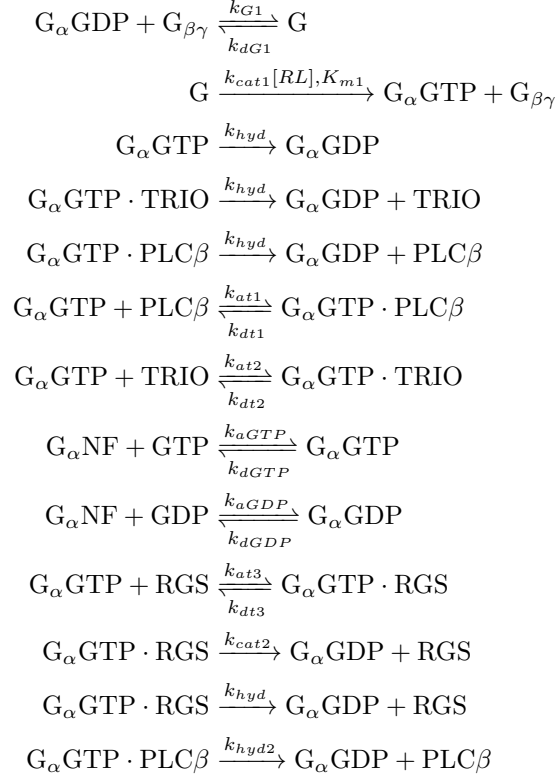 GαGDP + Gβγ ⇌ G (k_G1, k_dG1)
G → GαGTP + Gβγ (k_cat1[RL], K_m1)
GαGTP → GαGDP (k_hyd)
GαGTP · TRIO → GαGDP + TRIO (k_hyd)
GαGTP · PLCβ → GαGDP + PLCβ (k_hyd)
GαGTP + PLCβ ⇌ GαGTP · PLCβ (k_at1, k_dt1)
GαGTP + TRIO ⇌ GαGTP · TRIO (k_at2, k_dt2)
GαNF + GTP ⇌ GαGTP (k_aGTP, k_dGTP)
GαNF + GDP ⇌ GαGDP (k_aGDP, k_dGDP)
GαGTP + RGS ⇌ GαGTP · RGS (k_at3, k_dt3)
GαGTP · RGS → GαGDP + RGS (k_cat2)
GαGTP · RGS → GαGDP + RGS (k_hyd)
GαGTP · PLCβ → GαGDP + PLCβ (k_hyd2)